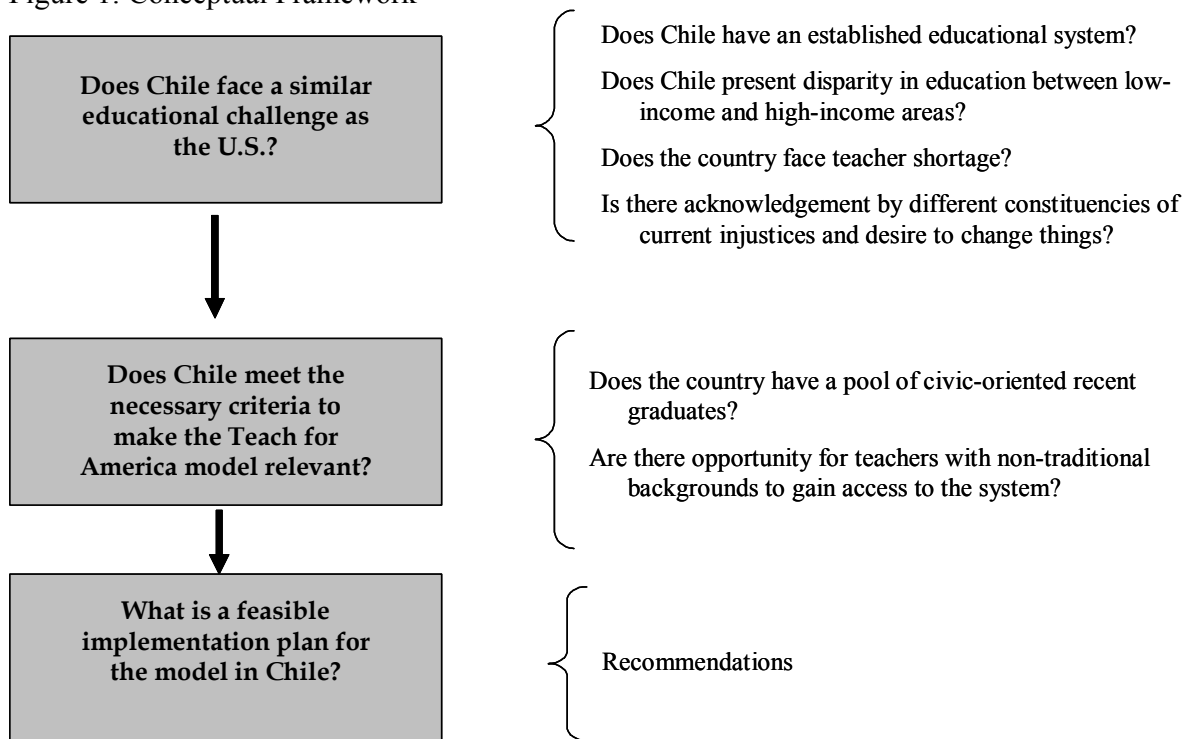 Figure 1: Conceptual Framework
Does Chile face a similar
educational challenge as
the U.S.?
Does Chile have an established educational system?
Does Chile present disparity in education between low-
income and high-income areas?
Does the country face teacher shortage?
Is there acknowledgement by different constituencies of
current injustices and desire to change things?
Does Chile meet the
necessary criteria to
make the Teach for
America model relevant?
Does the country have a pool of civic-oriented recent
graduates?
Are there opportunity for teachers with non-traditional
backgrounds to gain access to the system?
What is a feasible
implementation plan for
the model in Chile?
Recommendations